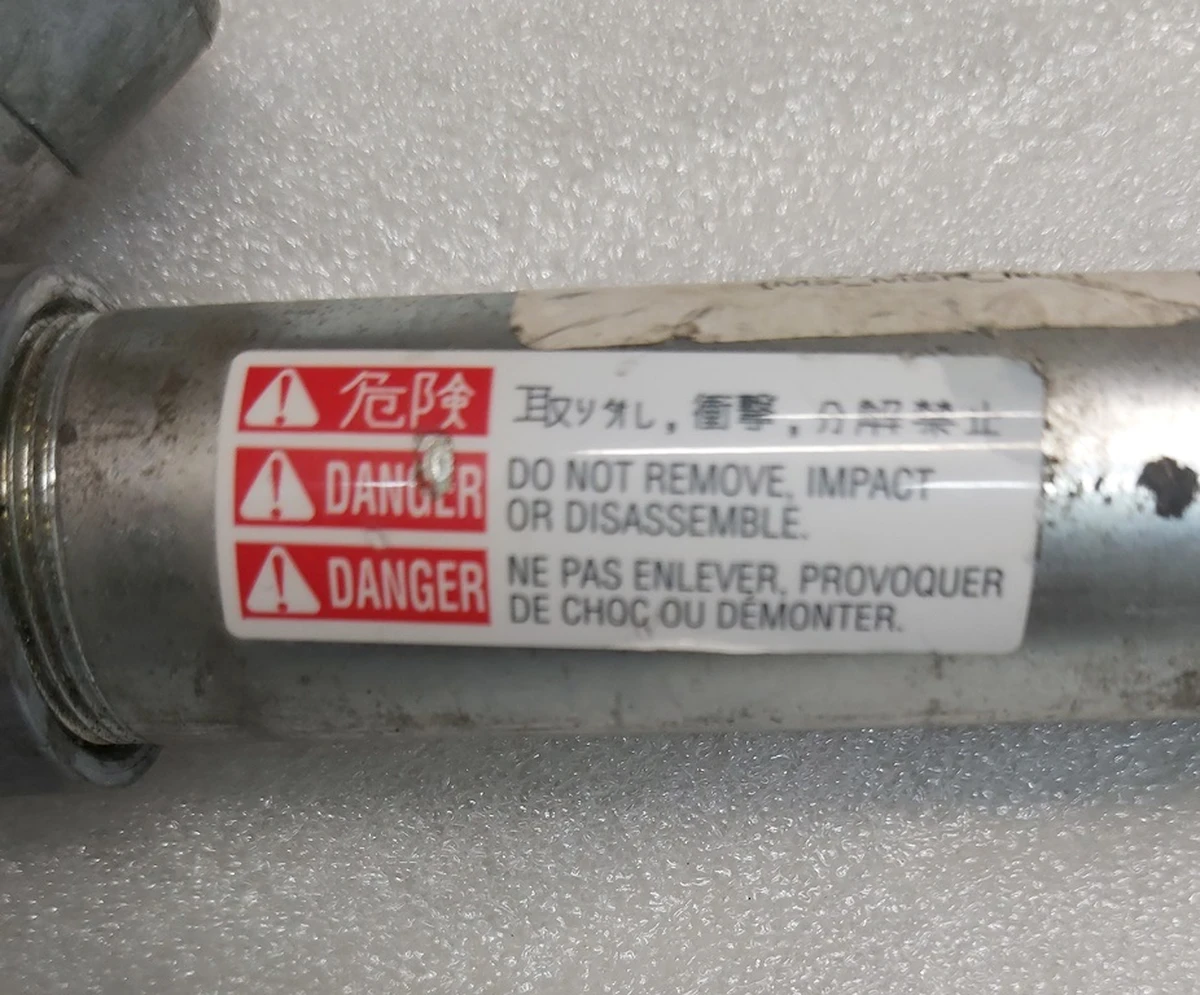 危険 取り外し,衝撃,分解禁止
DANGER DO NOT REMOVE, IMPACT
OR DISASSEMBLE.
DANGER NE PAS ENLEVER, PROVOQUER
DE CHOC OU DÉMONTER.